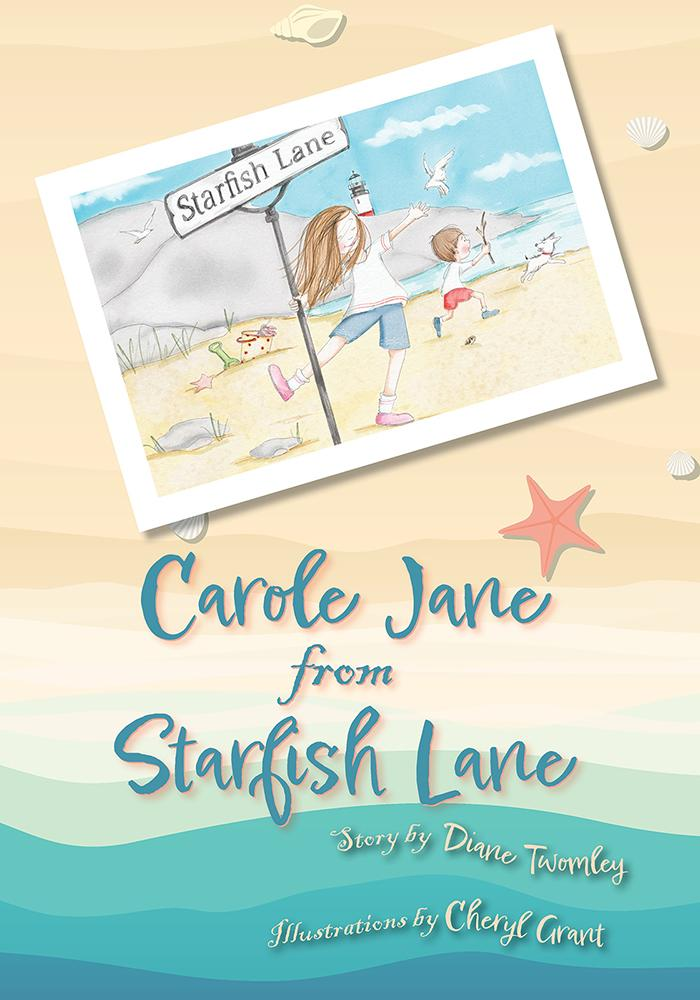 Starfish Lane
Carole Jane
from
Starfish Lane
Story by Diane Twomley
Illustrations by Cheryl Grant